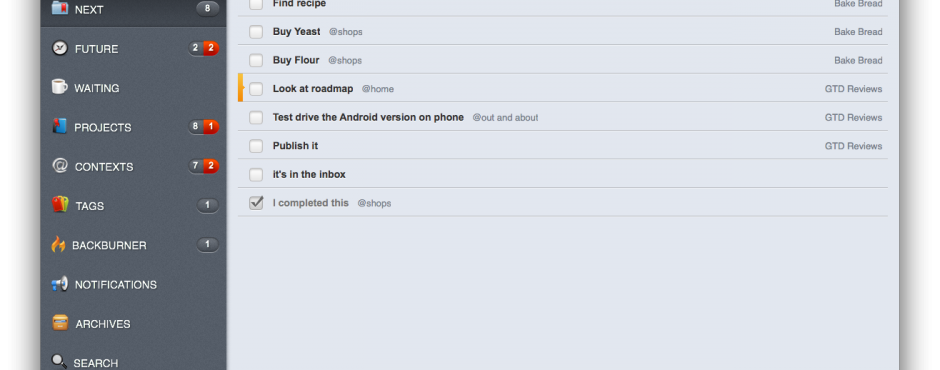 NEXT 8
FUTURE 2 2
WAITING
PROJECTS 8 1
CONTEXTS 7 2
TAGS 1
BACKBURNER 1
NOTIFICATIONS
ARCHIVES
SEARCH
Find recipe Bake Bread
Buy Yeast @shops Bake Bread
Buy Flour @shops Bake Bread
Look at roadmap @home GTD Reviews
Test drive the Android version on phone @out and about GTD Reviews
Publish it GTD Reviews
it's in the inbox
I completed this @shops